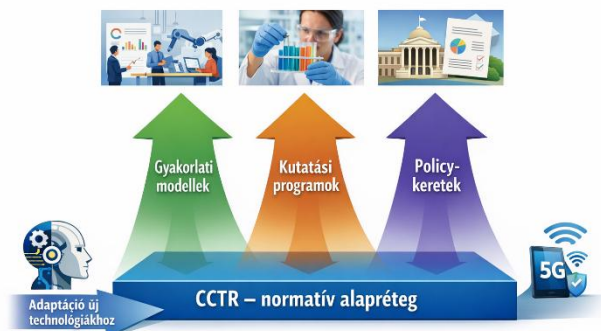 Gyakorlati
modellek
Kutatási
programok
Policy-
keretek
5G
CCTR – normatív alapréteg
Adaptáció új
technológiákhoz